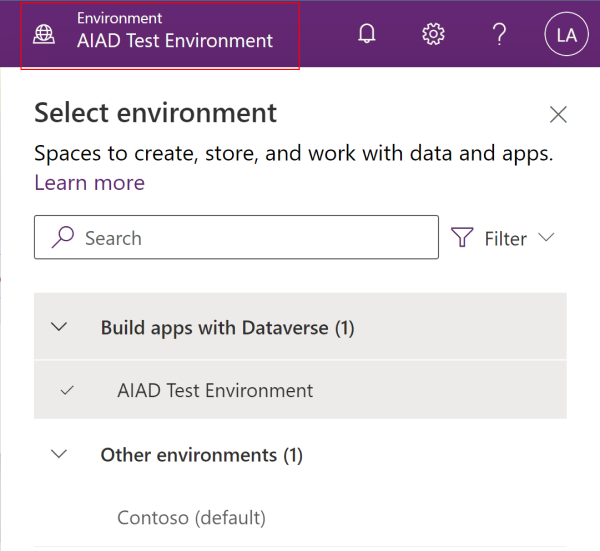 Environment
AIAD Test Environment
?
LA
Select environment
Spaces to create, store, and work with data and apps.
Learn more
Search
Filter
Build apps with Dataverse (1)
AIAD Test Environment
Other environments (1)
Contoso (default)